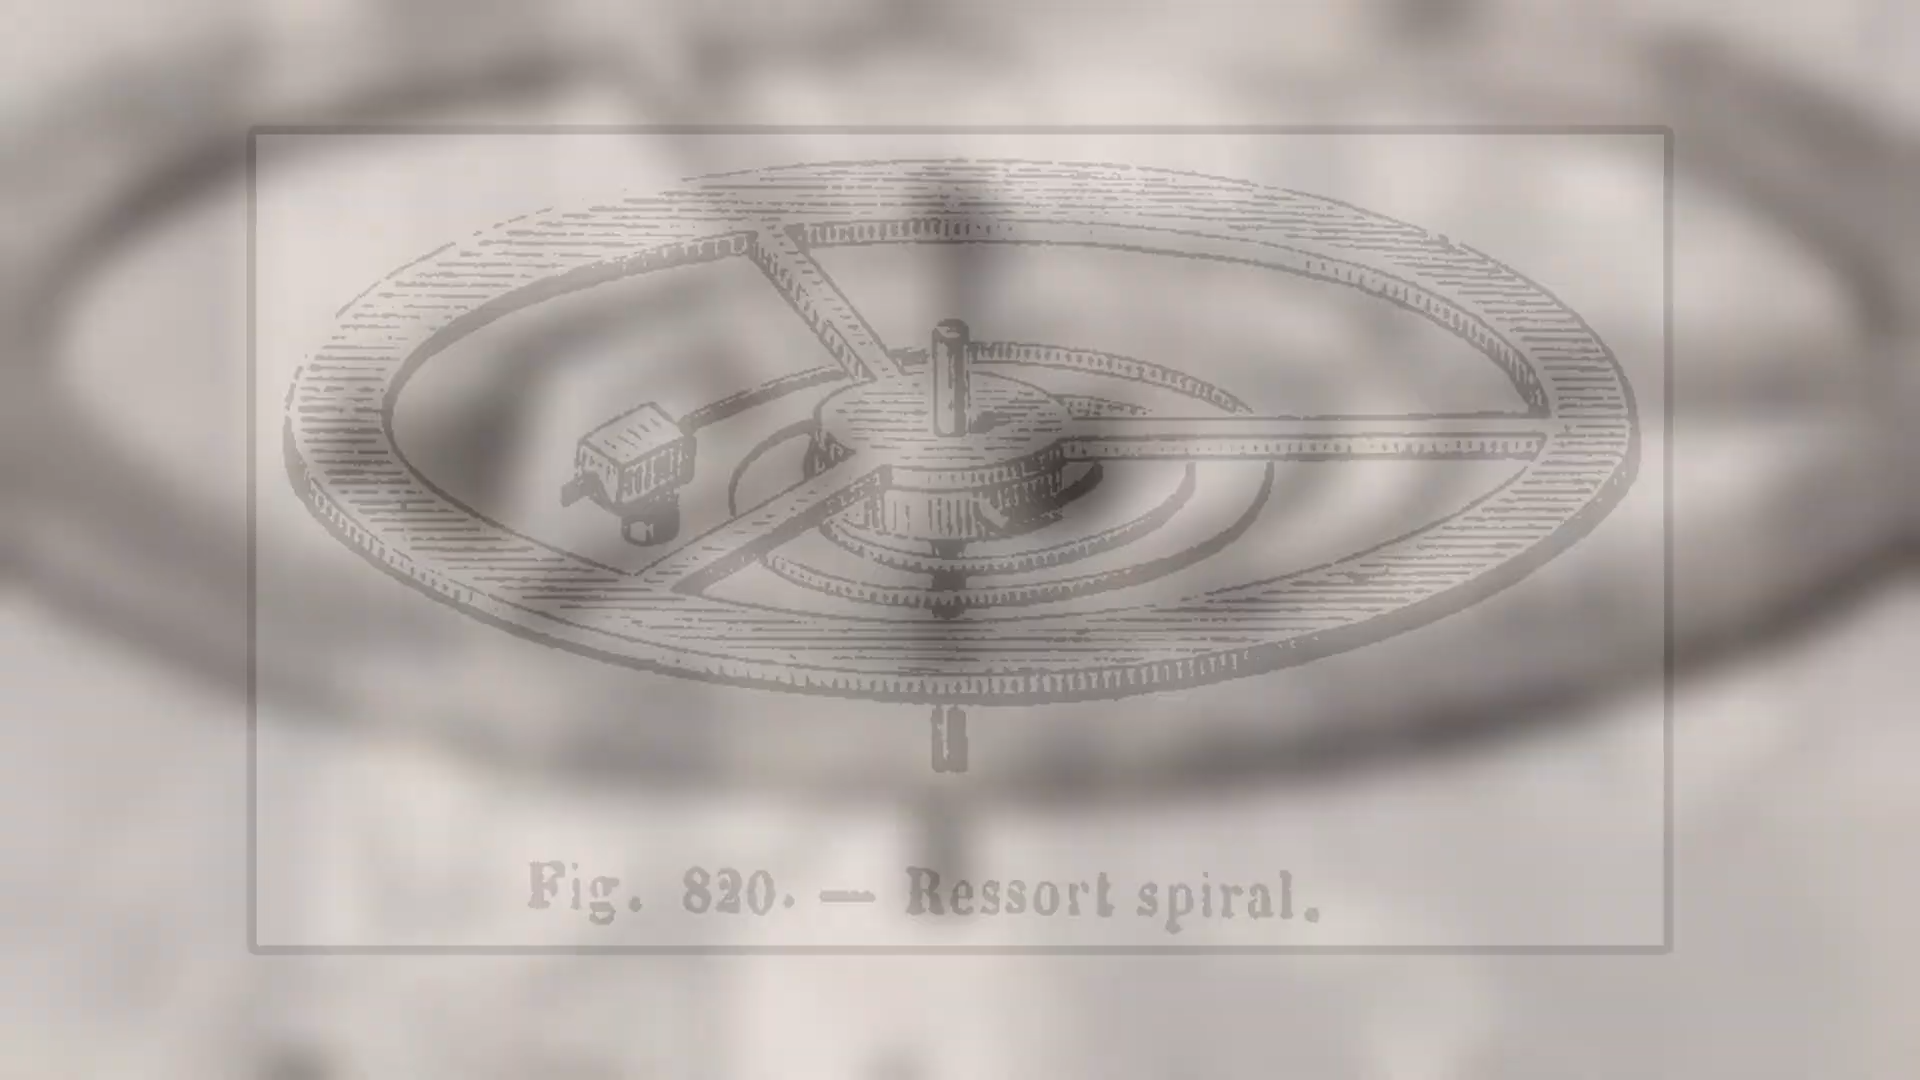 Fig. 820. — Ressort spiral.